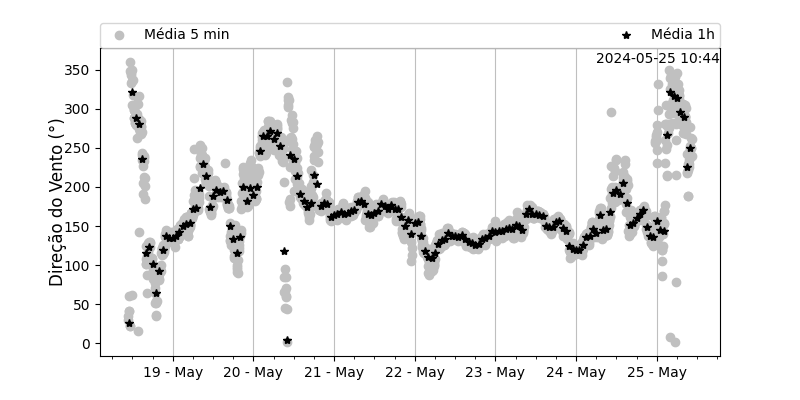 Média 5 min
Média 1h
2024-05-25 10:44
Direção do Vento (°)
350
300
250
200
150
100
50
0
19 - May
20 - May
21 - May
22 - May
23 - May
24 - May
25 - May